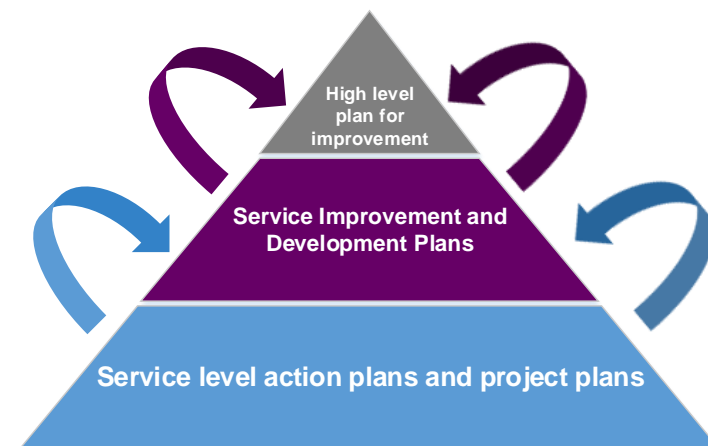 High level
plan for
improvement
Service Improvement and
Development Plans
Service level action plans and project plans